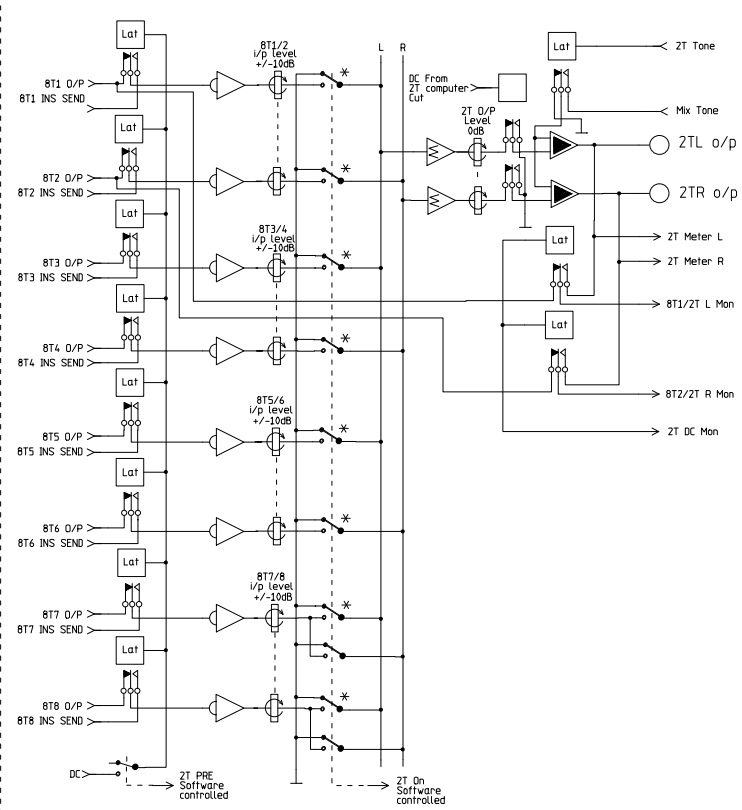 Lat
8T1/2
i/p level
+/-10dB
L R
8T1 O/P
8T1 INS SEND
*
DC From
2T computer
Cut
Lat
2T Tone
Mix Tone
2T O/P
Level
0dB
2TL o/p
2TR o/p
Lat
8T2 O/P
8T2 INS SEND
*
Lat
8T3 O/P
8T3 INS SEND
8T3/4
i/p level
+/-10dB
*
Lat
2T Meter L
2T Meter R
8T1/2T L Mon
Lat
8T4 O/P
8T4 INS SEND
*
Lat
8T2/2T R Mon
2T DC Mon
Lat
8T5 O/P
8T5 INS SEND
8T5/6
i/p level
+/-10dB
*
Lat
8T6 O/P
8T6 INS SEND
*
Lat
8T7 O/P
8T7 INS SEND
8T7/8
i/p level
+/-10dB
*
Lat
8T8 O/P
8T8 INS SEND
*
DC
2T PRE
Software
controlled
2T On
Software
controlled